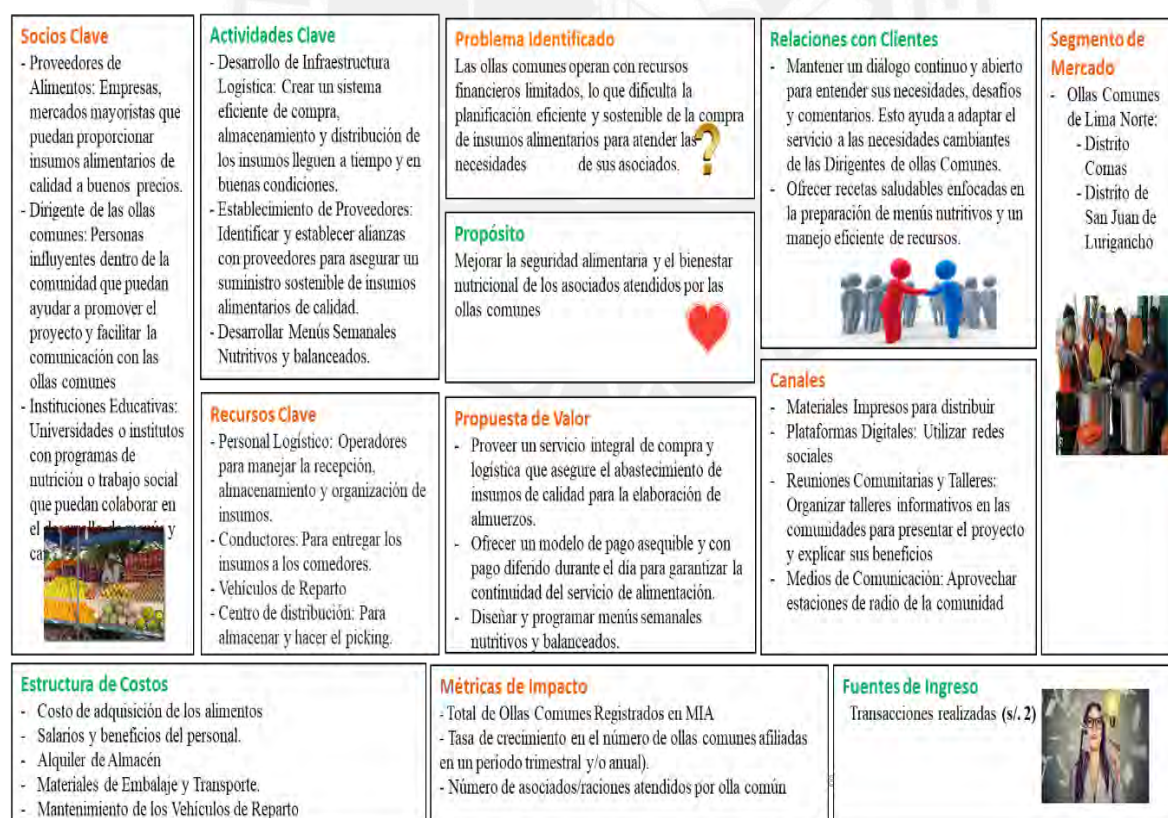 Socios Clave
- Proveedores de
Alimentos: Empresas,
mercados mayoristas que
puedan proporcionar
insumos alimentarios de
calidad a buenos precios.
- Dirigente de las ollas
comunes: Personas
influyentes dentro de la
comunidad que puedan
ayudar a promover el
proyecto y facilitar la
comunicación con las
ollas comunes
- Instituciones Educativas:
Universidades o institutos
con programas de
nutrición o trabajo social
que puedan colaborar en
el
Actividades Clave
- Desarrollo de Infraestructura
Logística: Crear un sistema
eficiente de compra,
almacenamiento y distribución de
los insumos lleguen a tiempo y en
buenas condiciones.
- Establecimiento de Proveedores:
Identificar y establecer alianzas
con proveedores para asegurar un
suministro sostenible de insumos
alimentarios de calidad.
- Desarrollar Menús Semanales
Nutritivos y balanceados.
Recursos Clave
- Personal Logístico: Operadores
para manejar la recepción,
almacenamiento y organización de
insumos.
- Conductores: Para entregar los
insumos a los comedores.
- Vehículos de Reparto
- Centro de distribución: Para
almacenar y hacer el picking.
Problema Identificado
Las ollas comunes operan con recursos
financieros limitados, lo que dificulta la
planificación eficiente y sostenible de la compra
de insumos alimentarios para atender las
necesidades de sus asociados.
Propósito
Mejorar la seguridad alimentaria y el bienestar
nutricional de los asociados atendidos por las
ollas comunes
Propuesta de Valor
- Proveer un servicio integral de compra y
logística que asegure el abastecimiento de
insumos de calidad para la elaboración de
almuerzos.
- Ofrecer un modelo de pago asequible y con
pago diferido durante el día para garantizar la
continuidad del servicio de alimentación.
- Diseñar y programar menús semanales
nutritivos y balanceados.
Relaciones con Clientes
- Mantener un diálogo continuo y abierto
para entender sus necesidades, desafíos
y comentarios. Esto ayuda a adaptar el
servicio a las necesidades cambiantes
de las Dirigentes de ollas Comunes.
- Ofrecer recetas saludables enfocadas en
la preparación de menús nutritivos y un
manejo eficiente de recursos.
Canales
- Materiales Impresos para distribuir
- Plataformas Digitales: Utilizar redes
sociales
- Reuniones Comunitarias y Talleres:
Organizar talleres informativos en las
comunidades para presentar el proyecto
y explicar sus beneficios
- Medios de Comunicación: Aprovechar
estaciones de radio de la comunidad
Segmento de
Mercado
- Ollas Comunes
de Lima Norte:
- Distrito
Comas
- Distrito de
San Juan de
Lurigancho
Estructura de Costos
- Costo de adquisición de los alimentos
- Salarios y beneficios del personal.
- Alquiler de Almacén
- Materiales de Embalaje y Transporte.
- Mantenimiento de los Vehículos de Reparto
Métricas de Impacto
- Total de Ollas Comunes Registrados en MIA
- Tasa de crecimiento en el número de ollas comunes afiliadas
en un periodo trimestral y/o anual).
- Número de asociados/raciones atendidos por olla común
Fuentes de Ingreso
Transacciones realizadas (s/. 2)